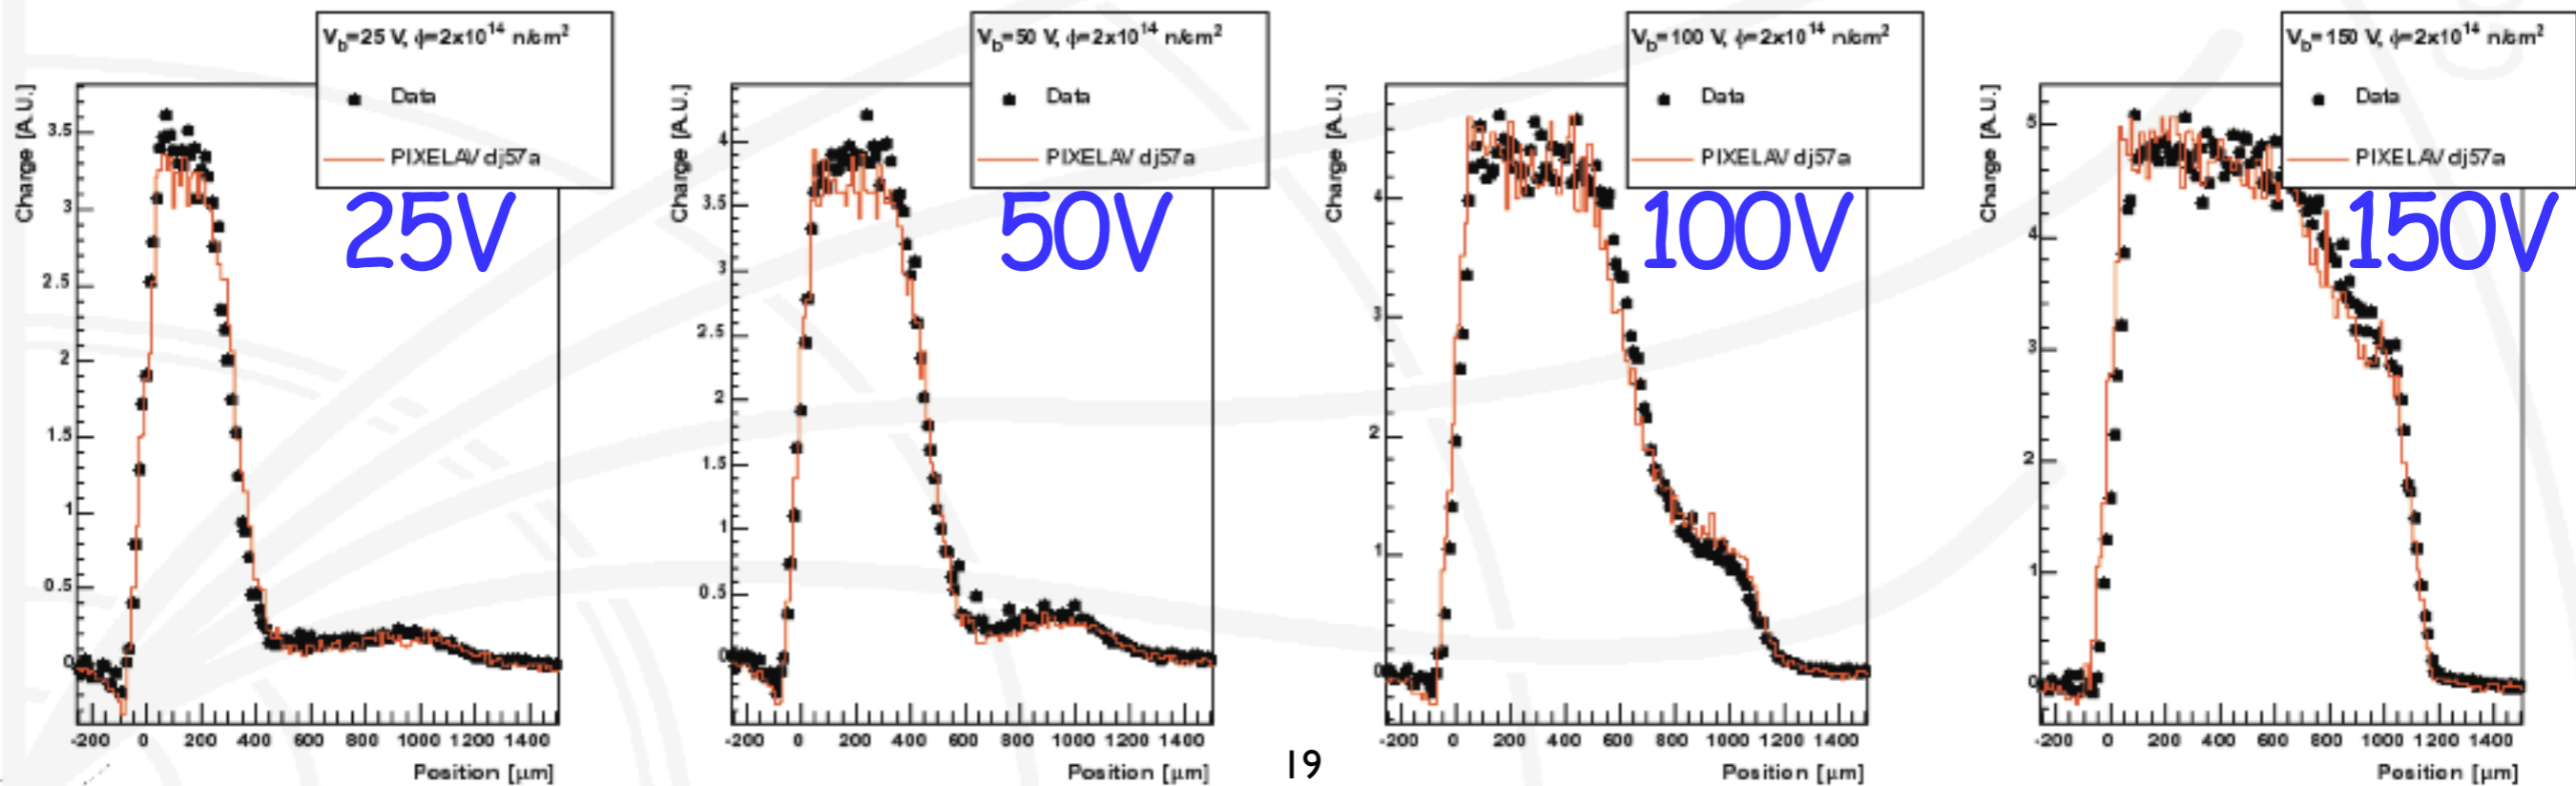 V_b=25 V, ϕ=2x10^14 n/cm^2
Data
PIXELAV dj57a
25V
Charge [A.U.]
3.5
3
2.5
2
1.5
1
0.5
0
-200 0 200 400 600 800 1000 1200 1400
Position [μm]
V_b=50 V, ϕ=2x10^14 n/cm^2
Data
PIXELAV dj57a
50V
Charge [A.U.]
4
3.5
3
2.5
2
1.5
1
0.5
0
-200 0 200 400 600 800 1000 1200 1400
Position [μm]
V_b=100 V, ϕ=2x10^14 n/cm^2
Data
PIXELAV dj57a
100V
Charge [A.U.]
4
3
2
1
0
-200 0 200 400 600 800 1000 1200 1400
Position [μm]
V_b=150 V, ϕ=2x10^14 n/cm^2
Data
PIXELAV dj57a
150V
Charge [A.U.]
5
4
3
2
1
0
-200 0 200 400 600 800 1000 1200 1400
Position [μm]
19